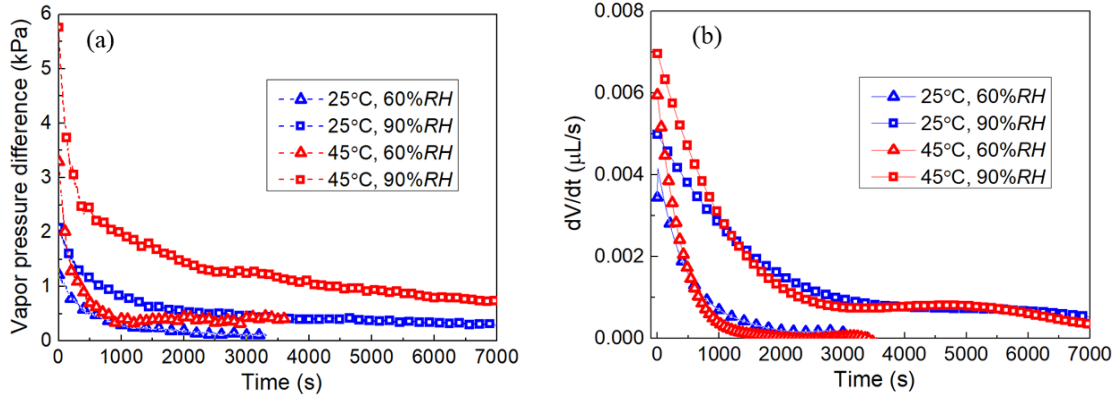 (a)
Vapor pressure difference (kPa)
6
5
4
3
2
1
0
25°C, 60%RH
25°C, 90%RH
45°C, 60%RH
45°C, 90%RH
0 1000 2000 3000 4000 5000 6000 7000
Time (s)
(b)
dV/dt (μL/s)
0.008
0.006
0.004
0.002
0.000
25°C, 60%RH
25°C, 90%RH
45°C, 60%RH
45°C, 90%RH
0 1000 2000 3000 4000 5000 6000 7000
Time (s)